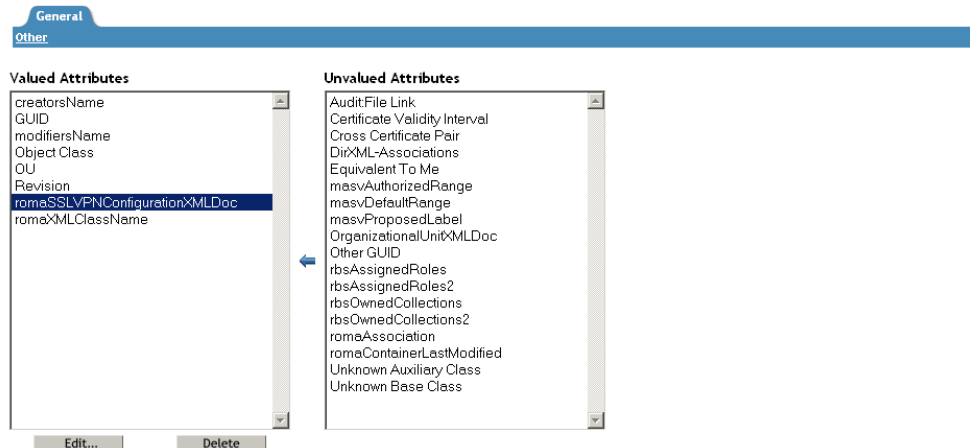 General
Other
Valued Attributes
creatorsName
GUID
modifiersName
Object Class
OU
Revision
romaSSLVPNConfigurationXMLDoc
romaXMLClassName
Unvalued Attributes
Audit:File Link
Certificate Validity Interval
Cross Certificate Pair
DirXML-Associations
Equivalent To Me
masvAuthorizedRange
masvDefaultRange
masvProposedLabel
OrganizationalUnitXMLDoc
Other GUID
rbsAssignedRoles
rbsAssignedRoles2
rbsOwnedCollections
rbsOwnedCollections2
romaAssociation
romaContainerLastModified
Unknown Auxiliary Class
Unknown Base Class
Edit...
Delete